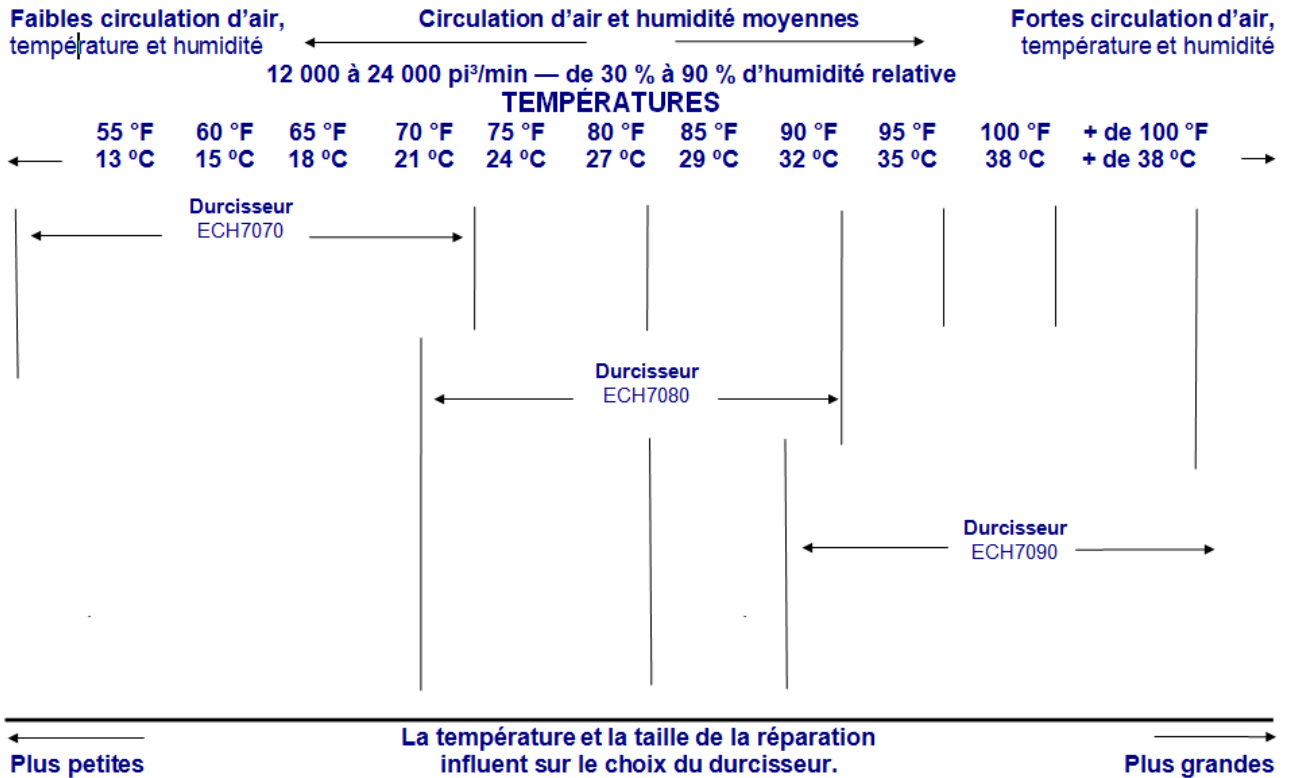 Faibles circulation d’air,
température et humidité
Circulation d’air et humidité moyennes
Fortes circulation d’air,
température et humidité
12 000 à 24 000 pi³/min — de 30 % à 90 % d’humidité relative
TEMPÉRATURES
55 °F 60 °F 65 °F 70 °F 75 °F 80 °F 85 °F 90 °F 95 °F 100 °F + de 100 °F
13 ºC 15 ºC 18 ºC 21 ºC 24 ºC 27 ºC 29 ºC 32 ºC 35 ºC 38 ºC + de 38 ºC
Durcisseur
ECH7070
Durcisseur
ECH7080
Durcisseur
ECH7090
La température et la taille de la réparation
influent sur le choix du durcisseur.
Plus petites
Plus grandes